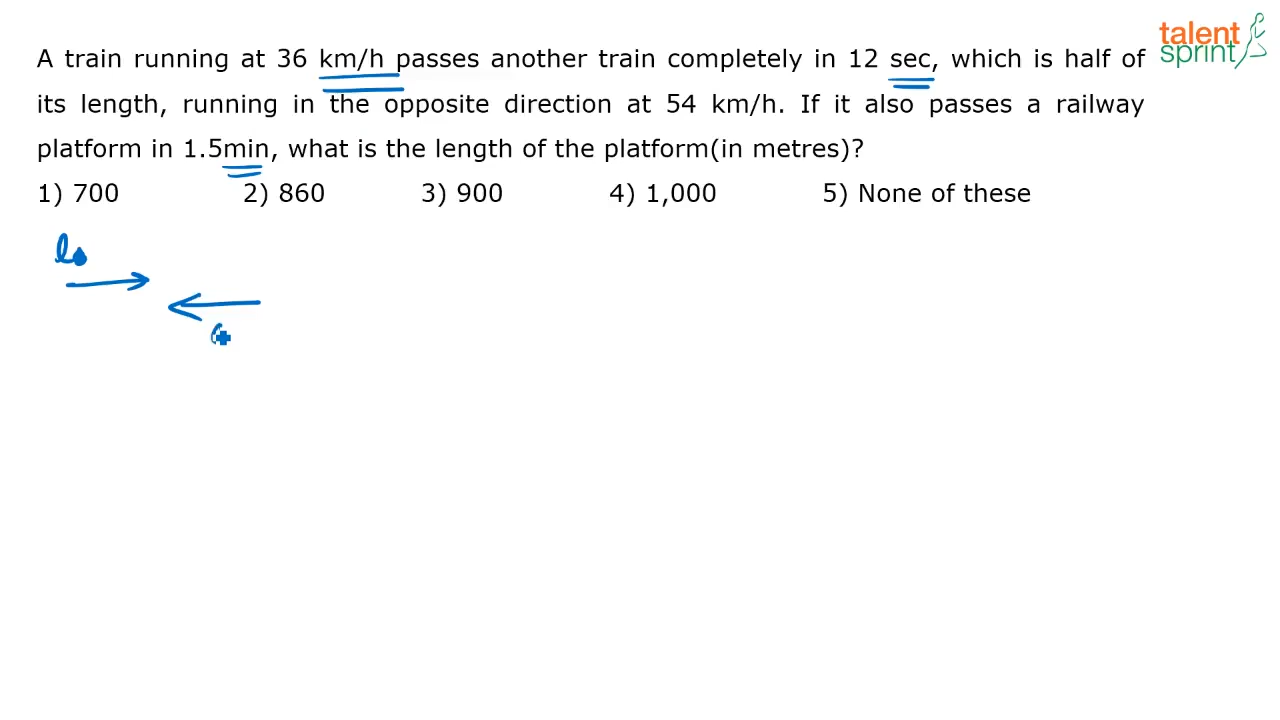 talent
sprint
A train running at 36 km/h passes another train completely in 12 sec, which is half of
its length, running in the opposite direction at 54 km/h. If it also passes a railway
platform in 1.5min, what is the length of the platform(in metres)?
1) 700 2) 860 3) 900 4) 1,000 5) None of these